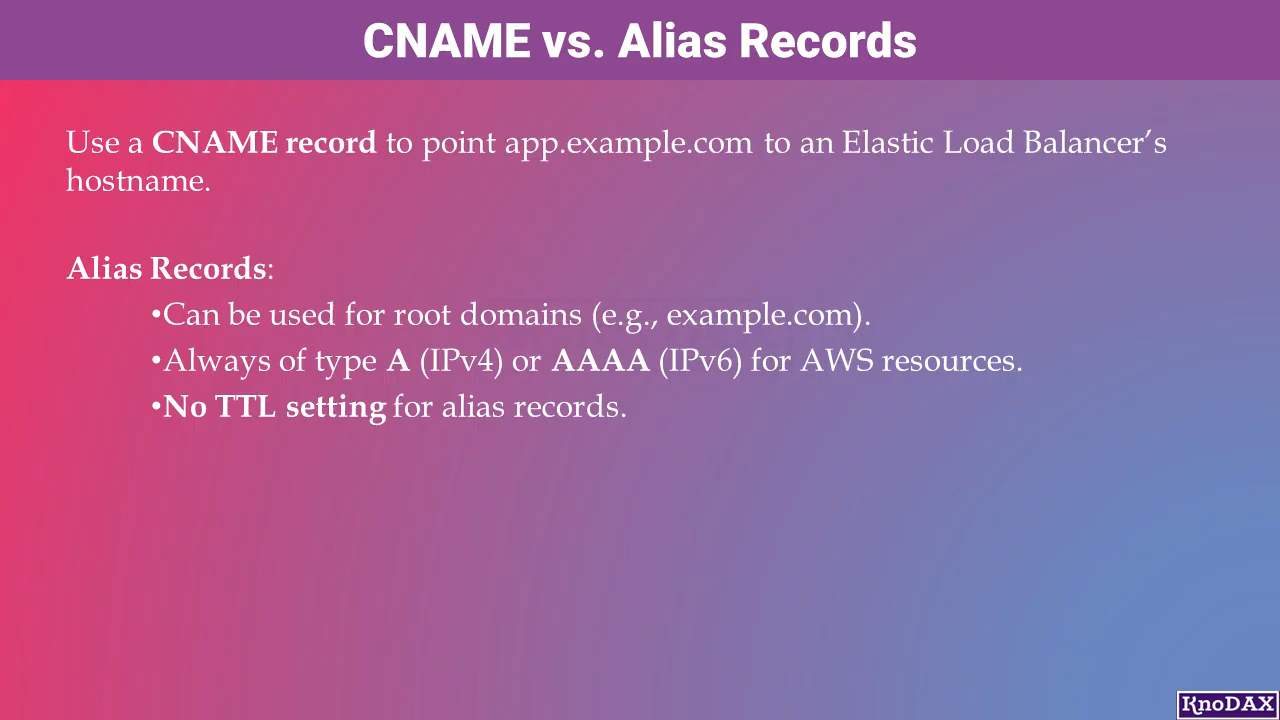 CNAME vs. Alias Records
Use a CNAME record to point app.example.com to an Elastic Load Balancer’s
hostname.
Alias Records:
•Can be used for root domains (e.g., example.com).
•Always of type A (IPv4) or AAAA (IPv6) for AWS resources.
•No TTL setting for alias records.
KnoDAX